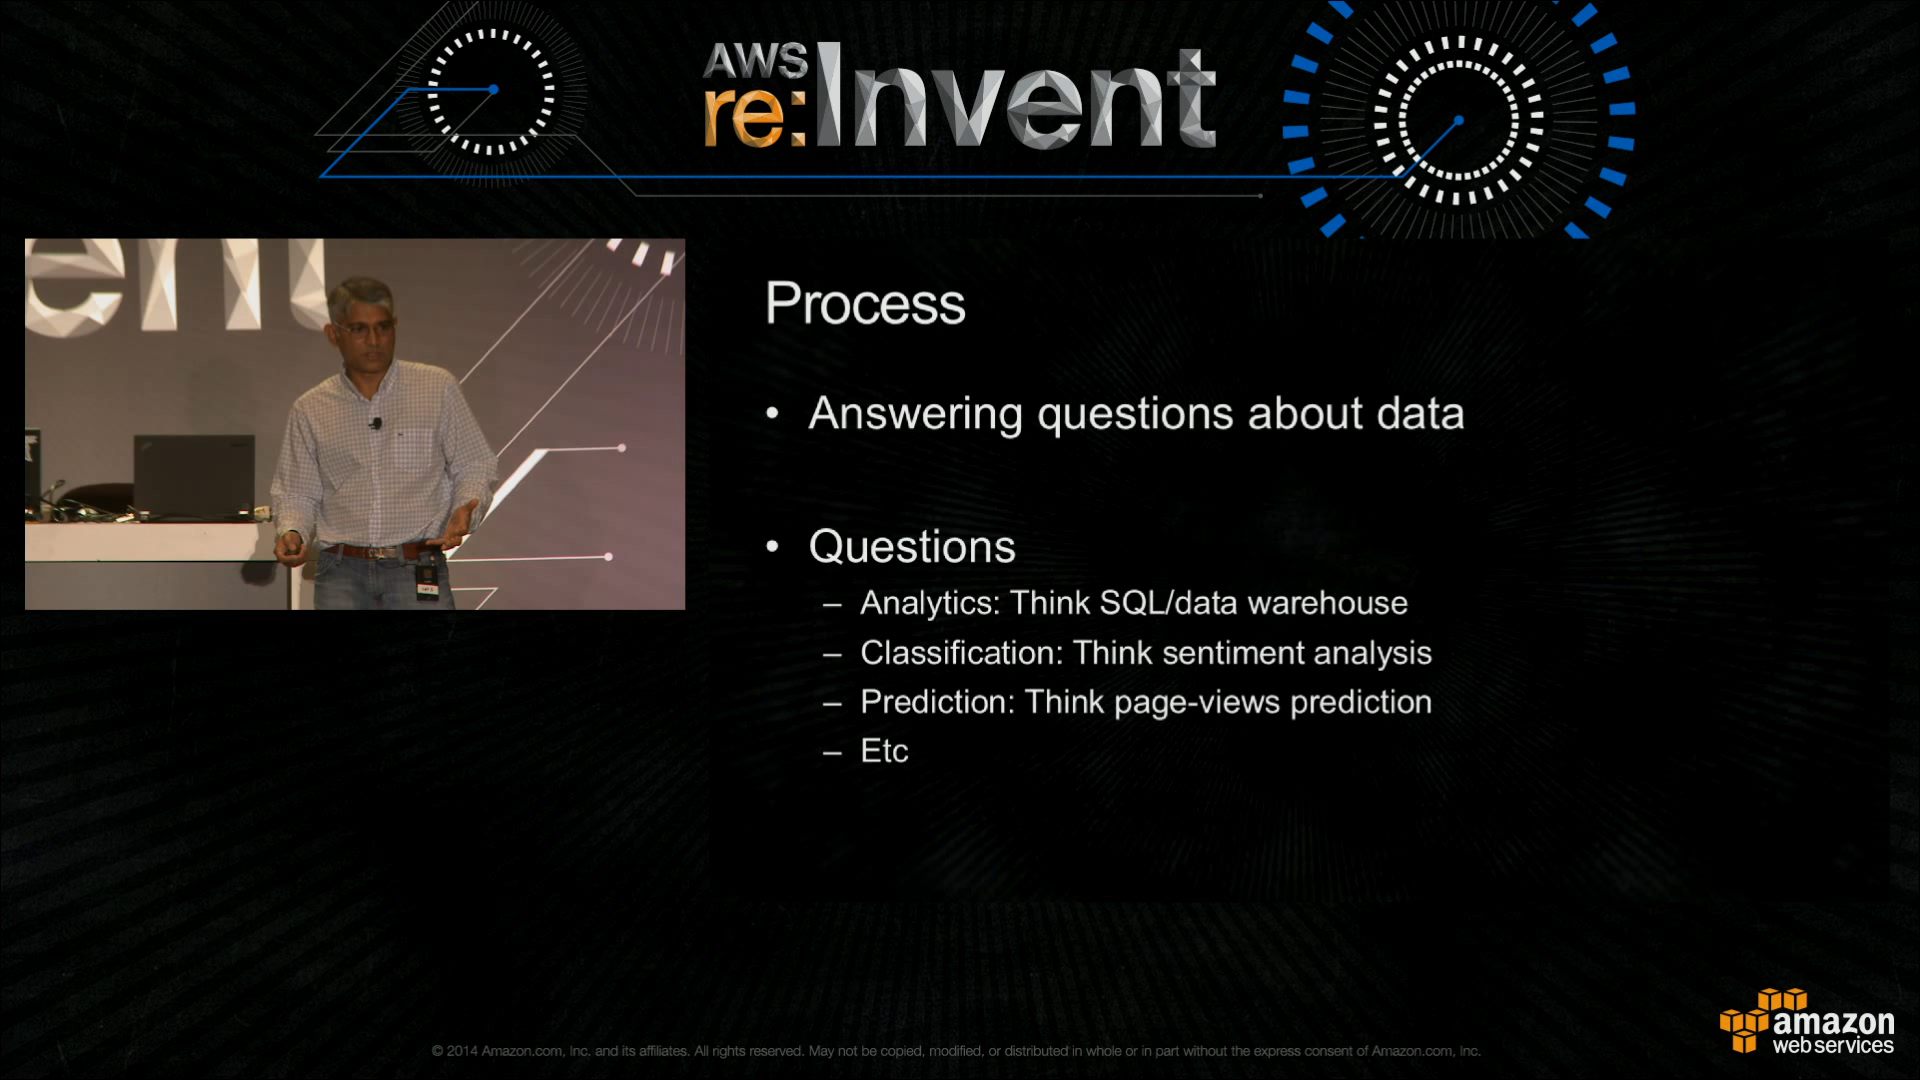 AWS
re:Invent
ent
Process
• Answering questions about data
• Questions
– Analytics: Think SQL/data warehouse
– Classification: Think sentiment analysis
– Prediction: Think page-views prediction
– Etc
amazon
web services
© 2014 Amazon.com, Inc. and its affiliates. All rights reserved. May not be copied, modified, or distributed in whole or in part without the express consent of Amazon.com, Inc.